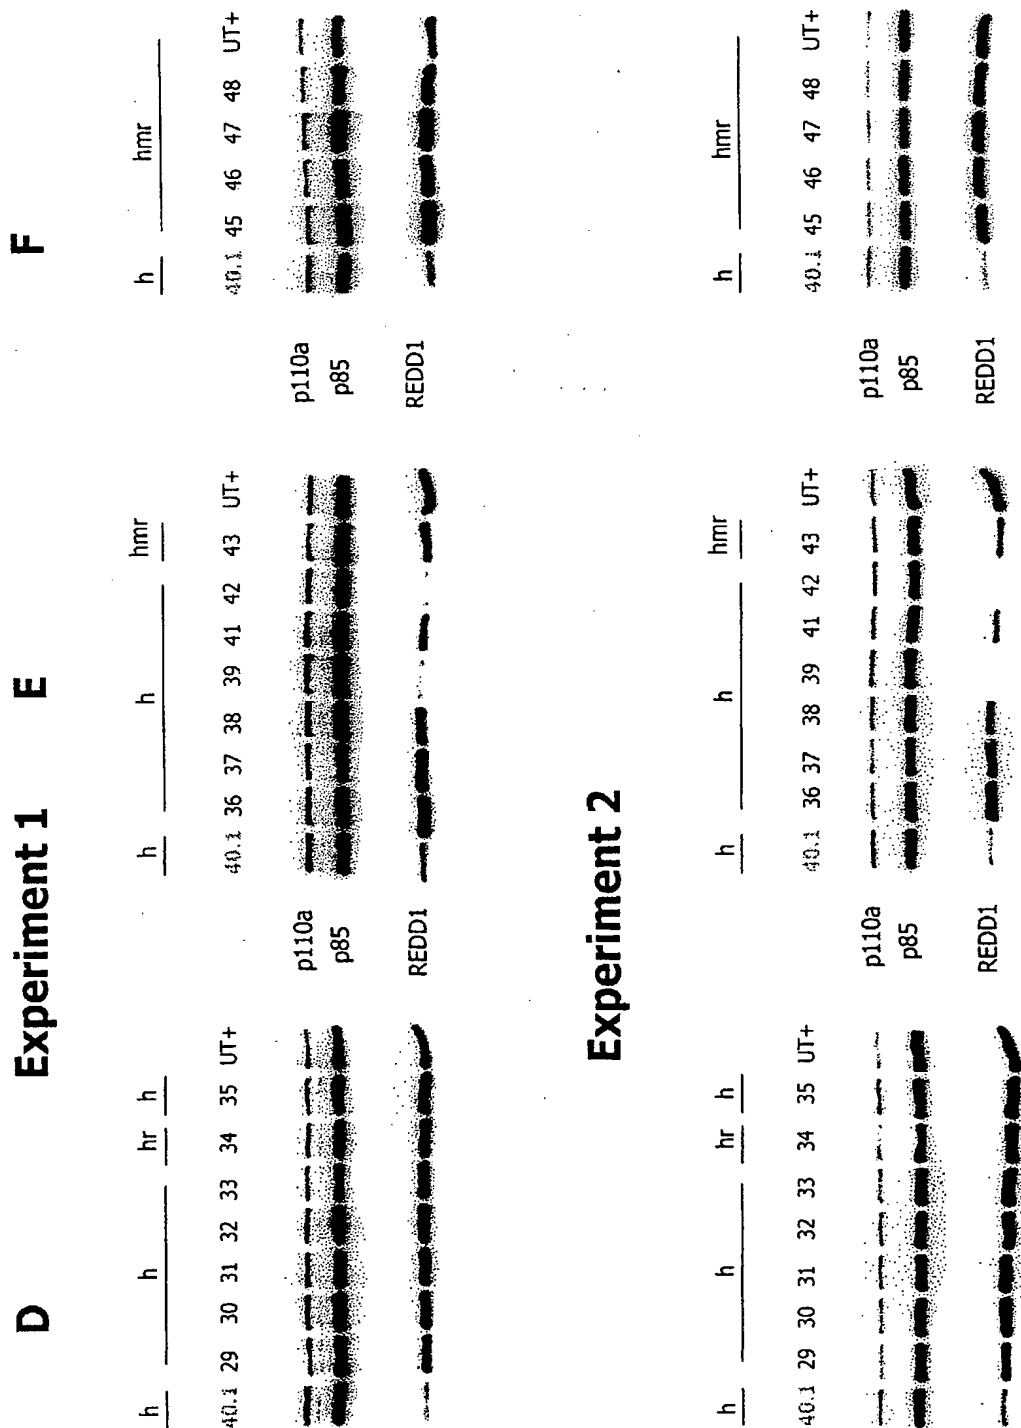 Experiment 1
D
h h hr h
40.1 29 30 31 32 33 34 35 UT+
p110a
p85
REDD1
E
h h hmr
40.1 36 37 38 39 41 42 43 UT+
p110a
p85
REDD1
F
h hmr
40.1 45 46 47 48 UT+
Experiment 2
h h hr h
40.1 29 30 31 32 33 34 35 UT+
p110a
p85
REDD1
h h hmr
40.1 36 37 38 39 41 42 43 UT+
p110a
p85
REDD1
h hmr
40.1 45 46 47 48 UT+